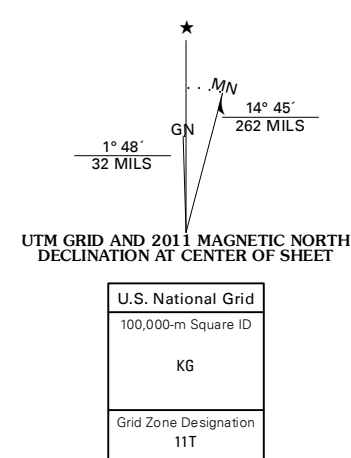 ★
MN
14° 45´
262 MILS
GN
1° 48´
32 MILS
UTM GRID AND 2011 MAGNETIC NORTH
DECLINATION AT CENTER OF SHEET
U.S. National Grid
100,000-m Square ID
KG
Grid Zone Designation
11T